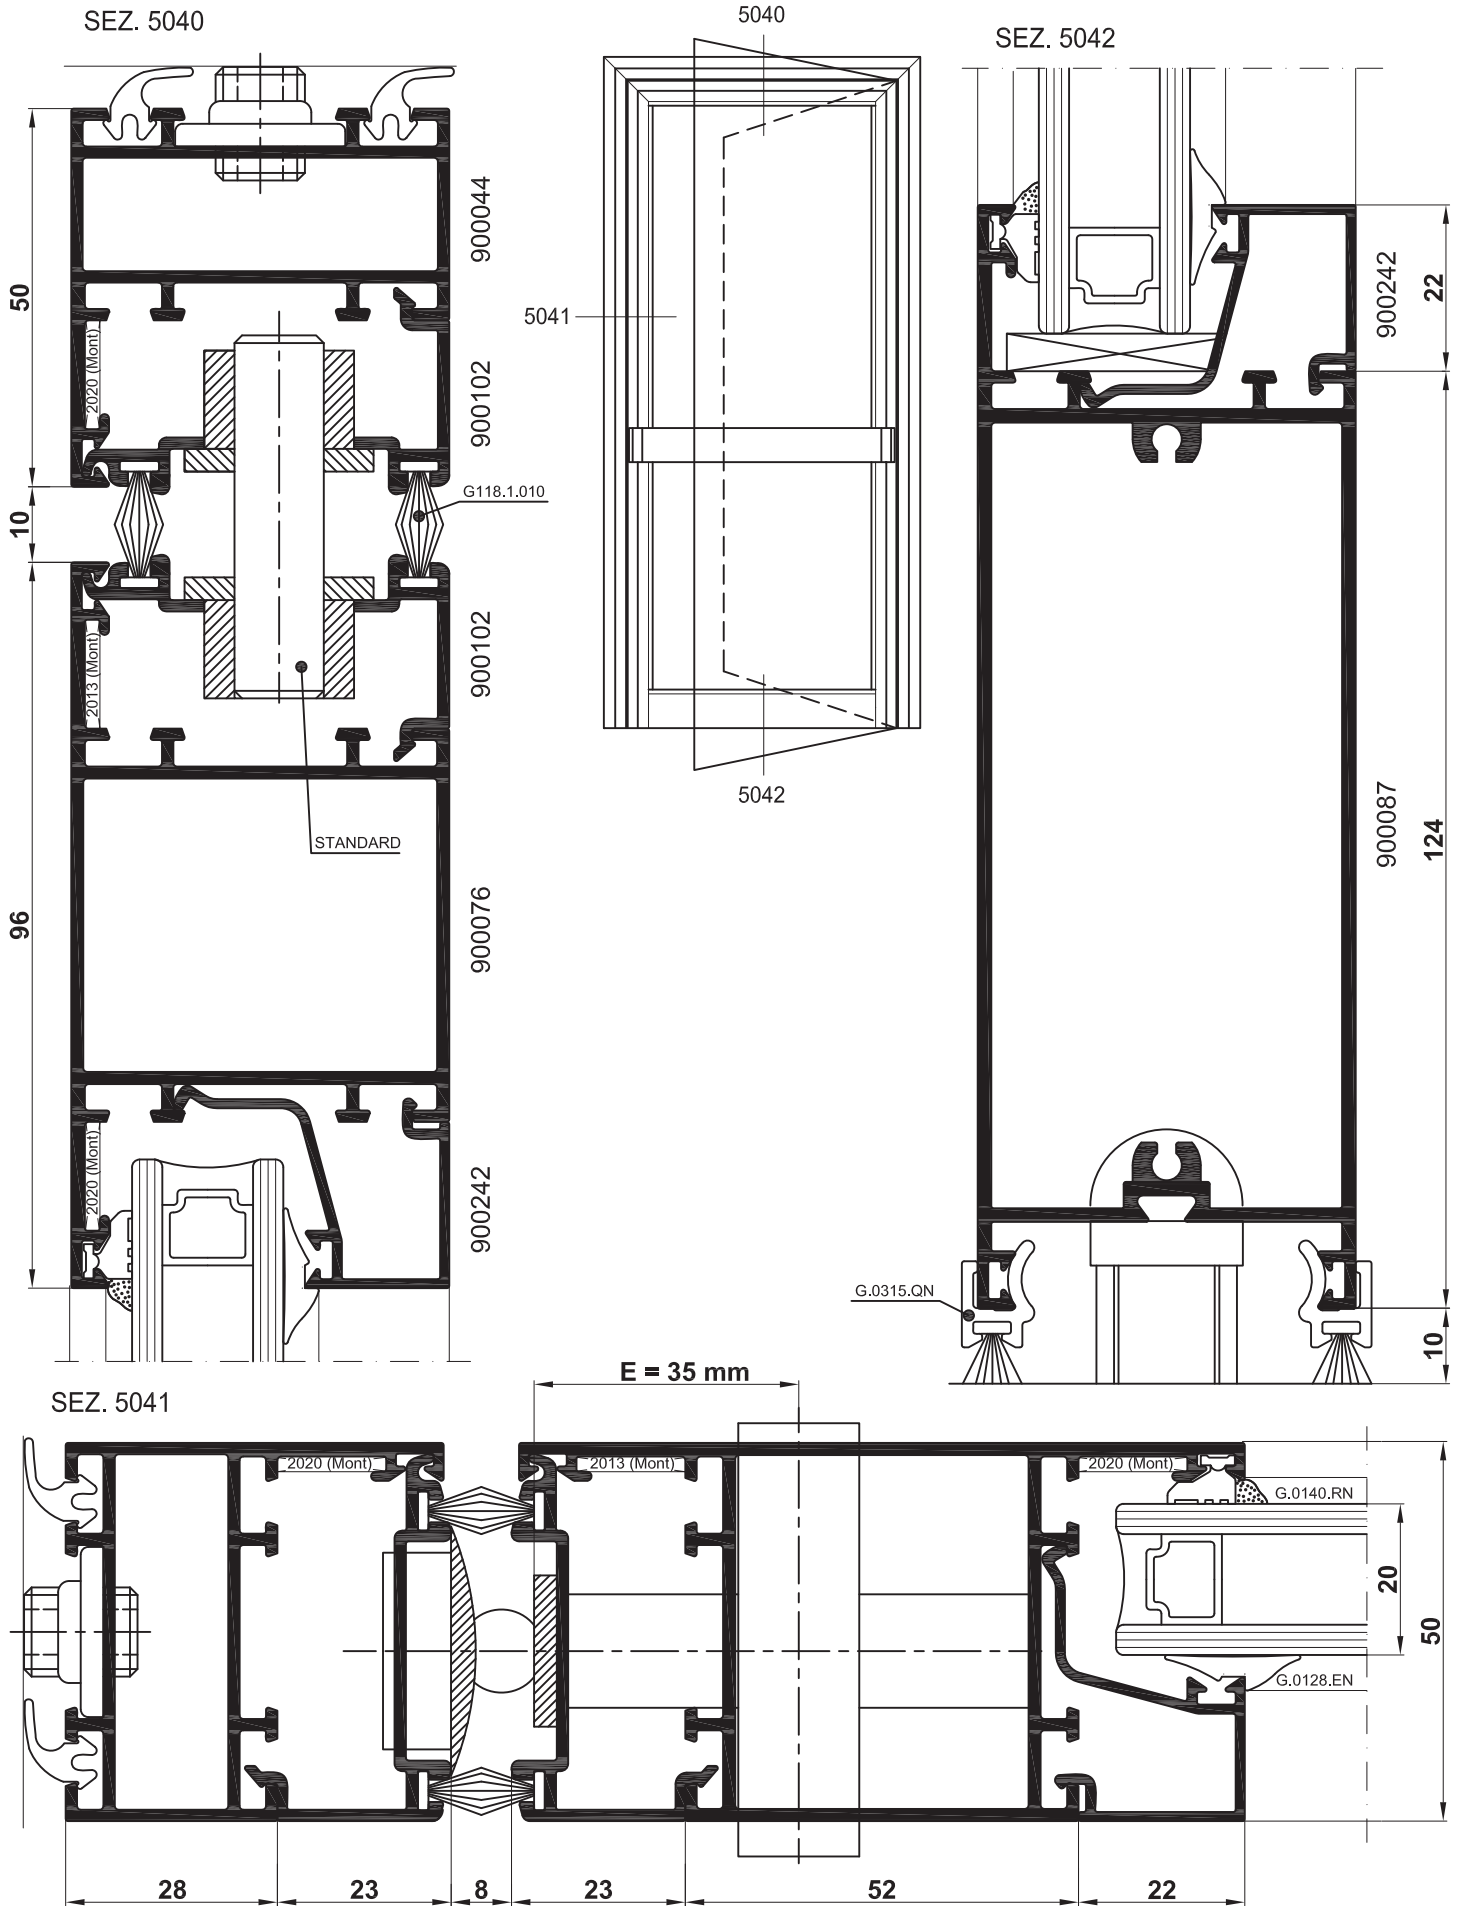 SEZ. 5040
50
10
96
2020 (Mont)
2013 (Mont)
2020 (Mont)
900044
900102
G118.1.010
900102
STANDARD
900076
900242
5040
5041
5042
SEZ. 5042
900242
22
900087
124
G.0315.QN
10
SEZ. 5041
E = 35 mm
2020 (Mont)
2013 (Mont)
2020 (Mont)
G.0140.RN
20
50
G.0128.EN
28
23
8
23
52
22